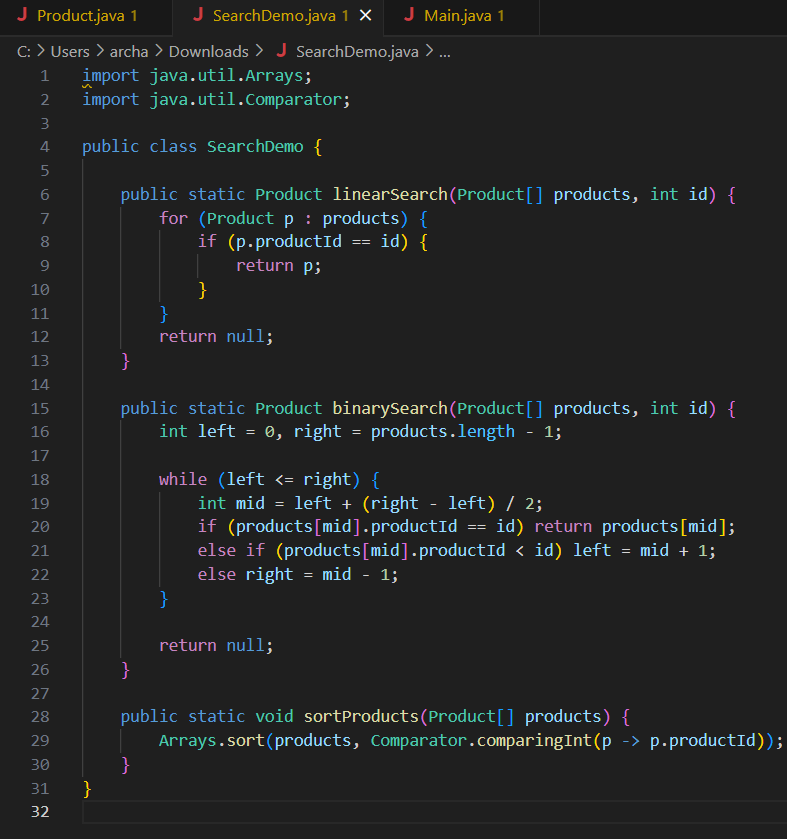 Product.java 1 SearchDemo.java 1 × Main.java 1
C: > Users > archa > Downloads > SearchDemo.java > ...
1 import java.util.Arrays;
2 import java.util.Comparator;
3
4 public class SearchDemo {
5
6     public static Product linearSearch(Product[] products, int id) {
7         for (Product p : products) {
8             if (p.productId == id) {
9                 return p;
10             }
11         }
12         return null;
13     }
14
15     public static Product binarySearch(Product[] products, int id) {
16         int left = 0, right = products.length - 1;
17
18         while (left <= right) {
19             int mid = left + (right - left) / 2;
20             if (products[mid].productId == id) return products[mid];
21             else if (products[mid].productId < id) left = mid + 1;
22             else right = mid - 1;
23         }
24
25         return null;
26     }
27
28     public static void sortProducts(Product[] products) {
29         Arrays.sort(products, Comparator.comparingInt(p -> p.productId));
30     }
31 }
32